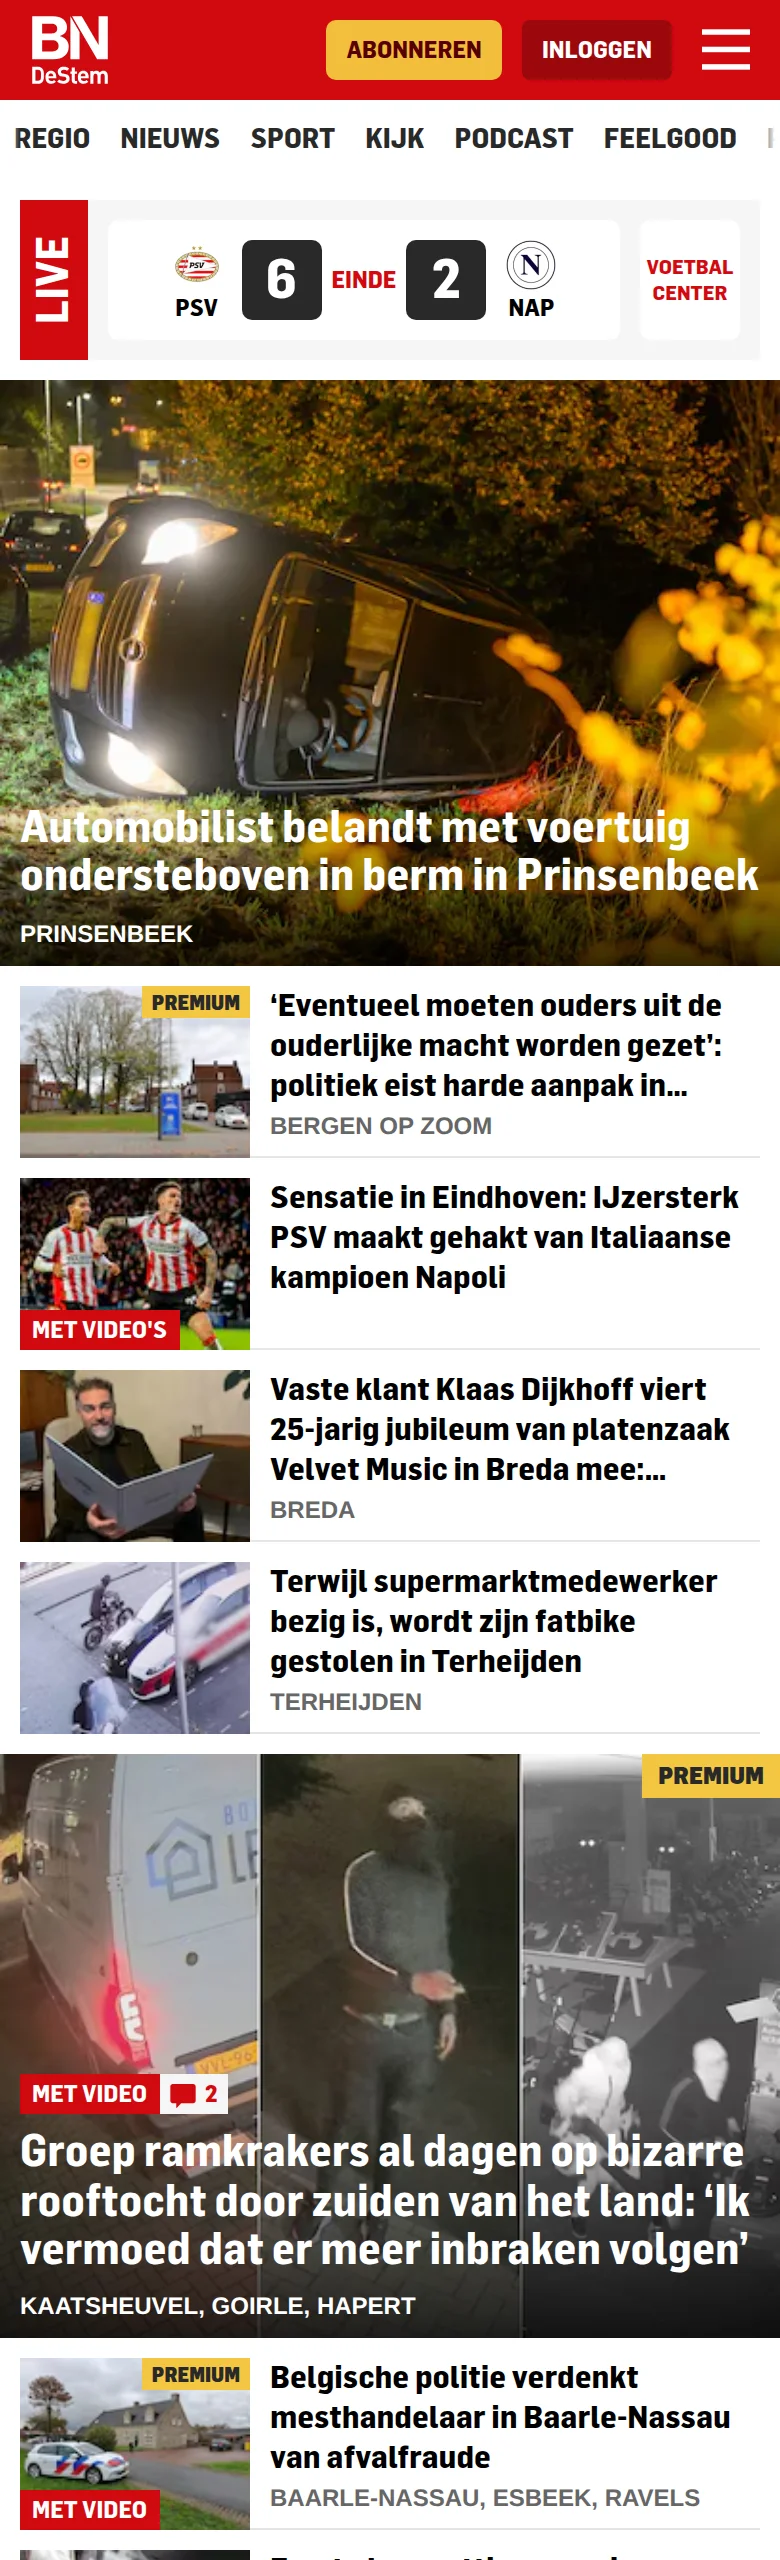 BN
DeStem
ABONNEREN
INLOGGEN
REGIO NIEUWS SPORT KIJK PODCAST FEELGOOD
LIVE
PSV
PSV
6
EINDE
2
N
NAP
VOETBAL
CENTER
Automobilist belandt met voertuig
ondersteboven in berm in Prinsenbeek
PRINSENBEEK
PREMIUM
‘Eventueel moeten ouders uit de
ouderlijke macht worden gezet’:
politiek eist harde aanpak in...
BERGEN OP ZOOM
MET VIDEO'S
Sensatie in Eindhoven: IJzersterk
PSV maakt gehakt van Italiaanse
kampioen Napoli
Vaste klant Klaas Dijkhoff viert
25-jarig jubileum van platenzaak
Velvet Music in Breda mee:...
BREDA
Terwijl supermarktmedewerker
bezig is, wordt zijn fatbike
gestolen in Terheijden
TERHEIJDEN
PREMIUM
MET VIDEO
2
Groep ramkrakers al dagen op bizarre
rooftocht door zuiden van het land: ‘Ik
vermoed dat er meer inbraken volgen’
KAATSHEUVEL, GOIRLE, HAPERT
PREMIUM
MET VIDEO
Belgische politie verdenkt
mesthandelaar in Baarle-Nassau
van afvalfraude
BAARLE-NASSAU, ESBEEK, RAVELS